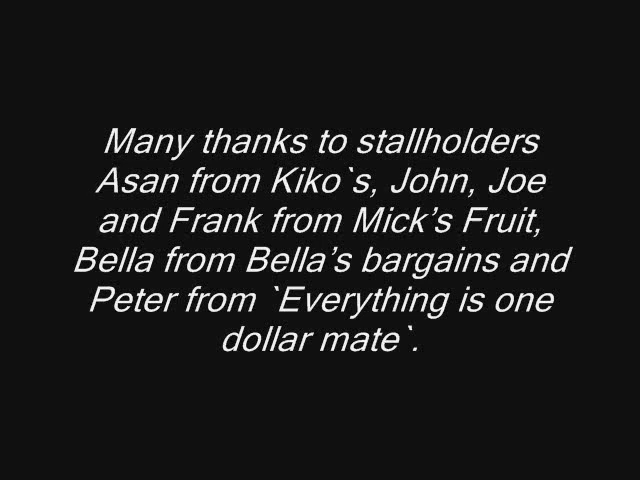 Many thanks to stallholders
Asan from Kiko`s, John, Joe
and Frank from Mick’s Fruit,
Bella from Bella’s bargains and
Peter from `Everything is one
dollar mate`.